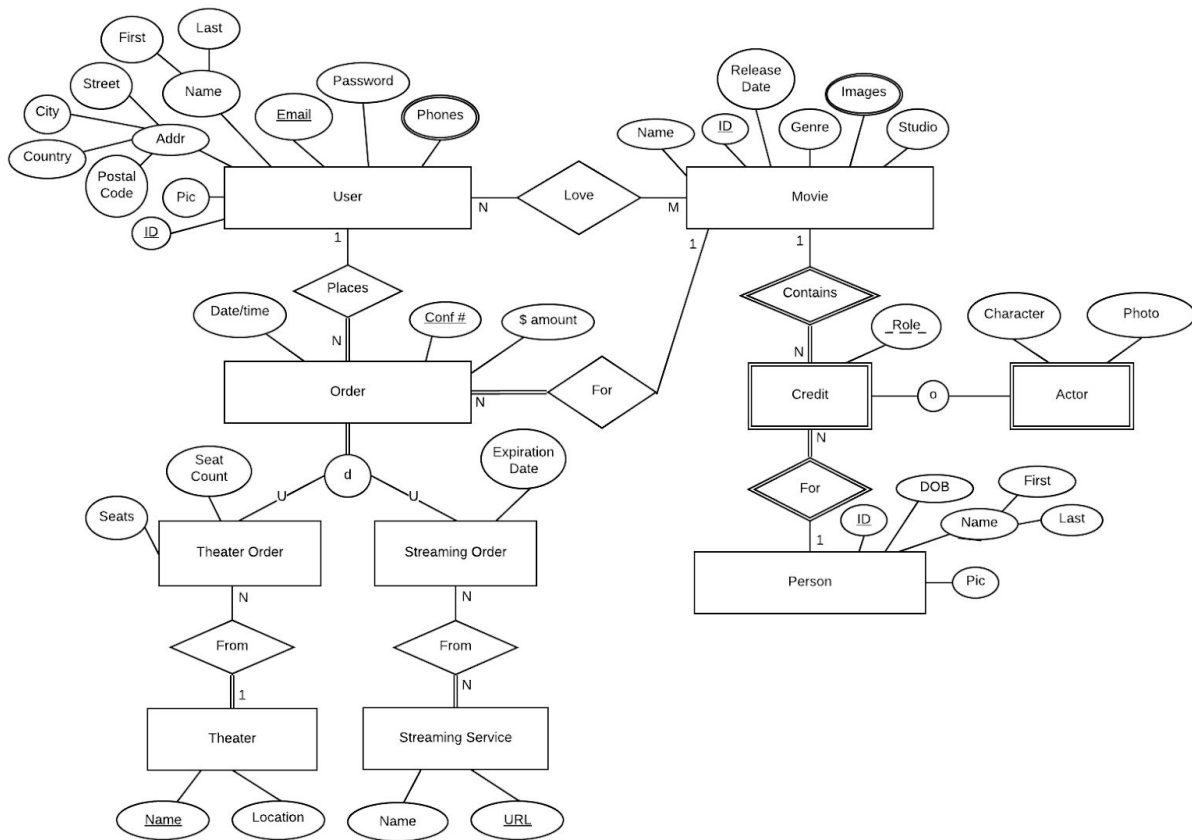 Last
First
Release
Date
Password
Images
Street
Name
Email
Phones
City
Name
ID
Genre
Studio
Addr
Country
Postal
Code
Pic
User
N
Love
M
Movie
ID
1
1
1
Places
Contains
Date/time
Conf #
$ amount
Role
Character
Photo
N
N
Order
N
For
Credit
o
Actor
N
Seat
Count
Expiration
Date
d
For
DOB
First
U
U
Seats
ID
Name
Last
1
Theater Order
Streaming Order
Person
Pic
N
N
From
From
1
N
Theater
Streaming Service
Name
Location
Name
URL